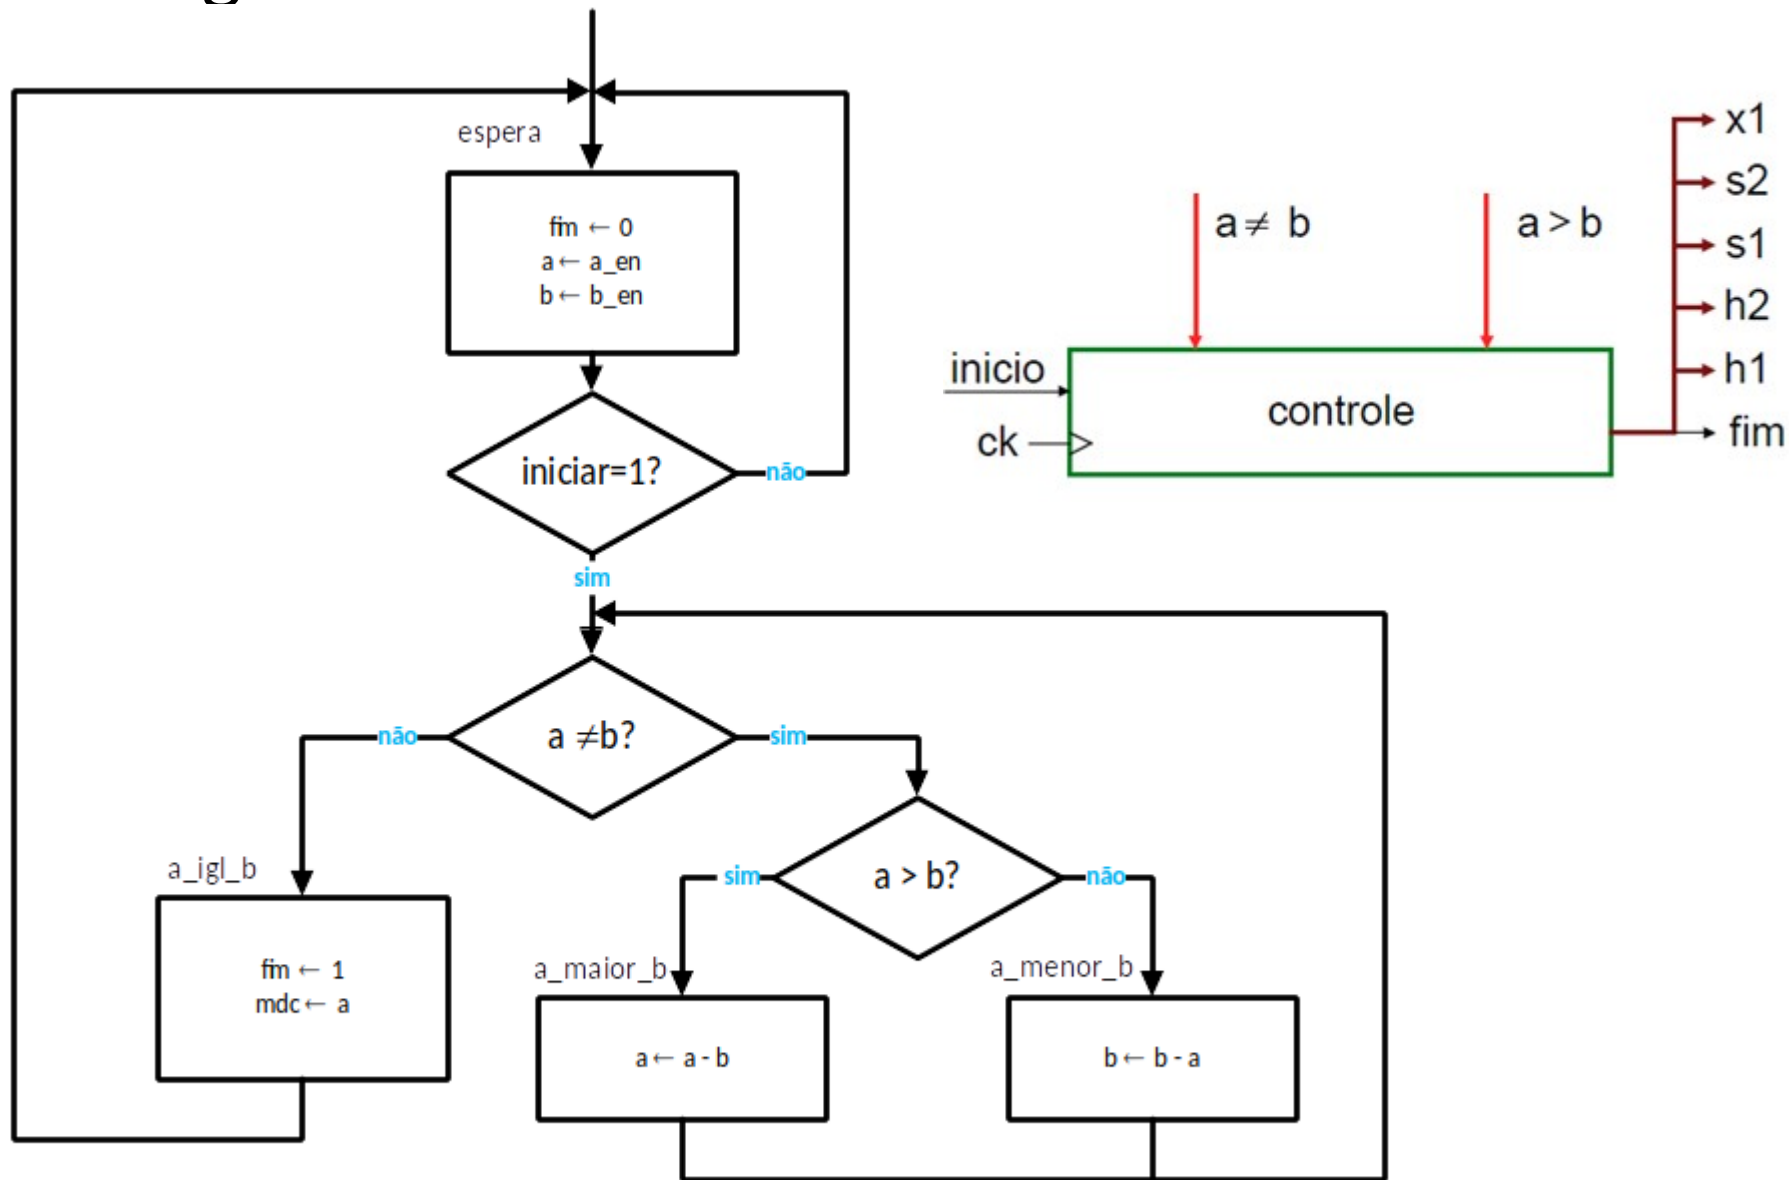 espera
fim ← 0
a ← a_en
b ← b_en
iniciar=1?
não
sim
a ≠b?
não
sim
a > b?
sim
não
a_igl_b
fim ← 1
mdc ← a
a_maior_b
a ← a - b
a_menor_b
b ← b - a
a ≠ b
a > b
inicio
ck
controle
x1
s2
s1
h2
h1
fim